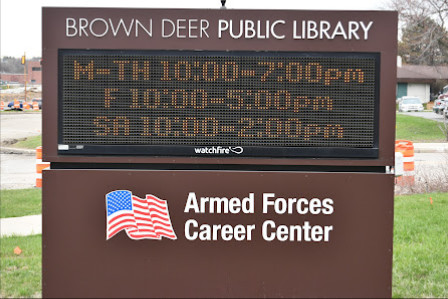 BROWN DEER PUBLIC LIBRARY
M-TH 10:00-7:00pm
F 10:00-5:00pm
SA 10:00-2:00pm
watchfire
Armed Forces
Career Center